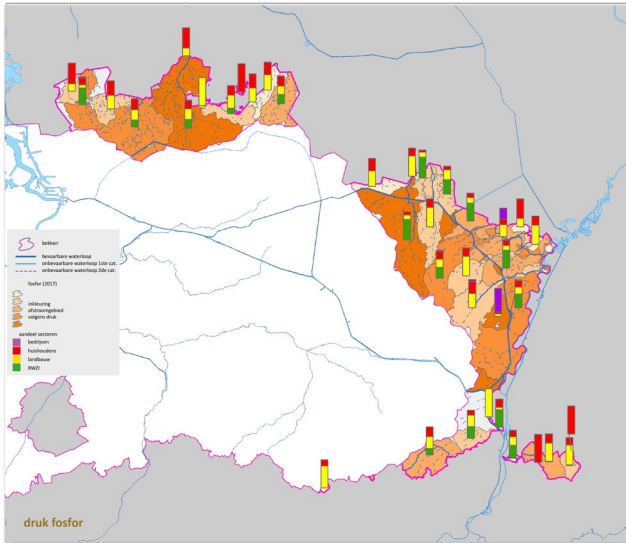 bekken
bevaarbare waterloop
onbevaarbare waterloop 1ste cat.
onbevaarbare waterloop 2de cat.
fosfor (2017)
inkleuring
afstroomgebied
volgens druk
aandeel sectoren
bedrijven
huishoudens
landbouw
RWZI
druk fosfor